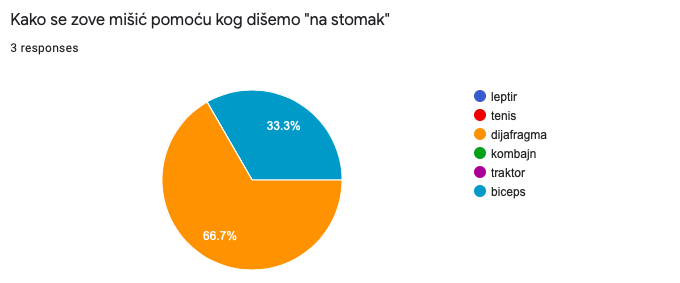 Kako se zove mišić pomoću kog dišemo "na stomak"
3 responses
33.3%
66.7%
leptir
tenis
dijafragma
kombajn
traktor
biceps